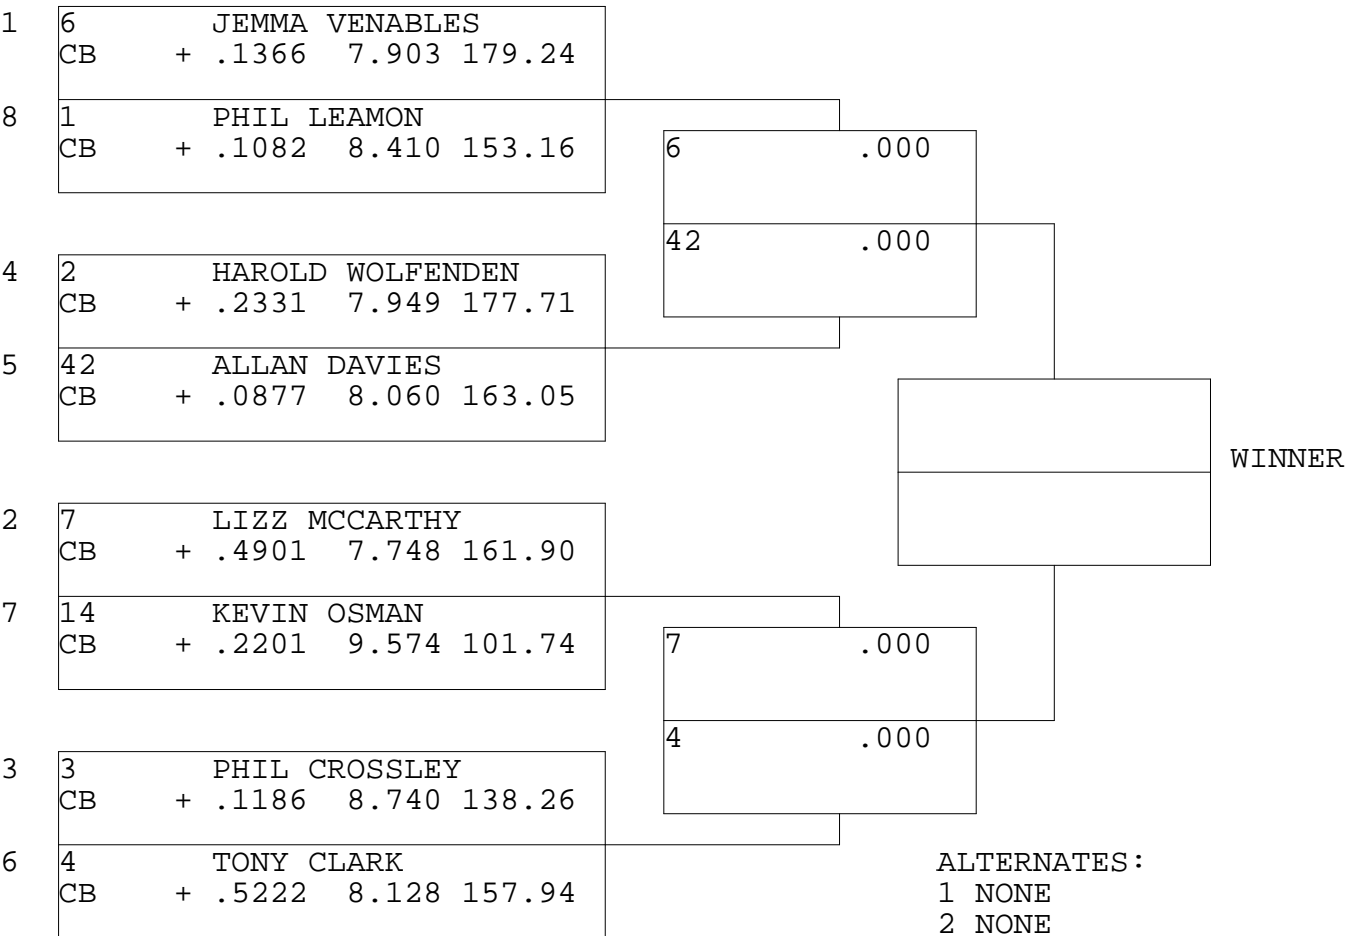 1 6 JEMMA VENABLES
CB + .1366 7.903 179.24
8 1 PHIL LEAMON
CB + .1082 8.410 153.16
6 .000
42 .000
4 2 HAROLD WOLFENDEN
CB + .2331 7.949 177.71
5 42 ALLAN DAVIES
CB + .0877 8.060 163.05
WINNER
2 7 LIZZ MCCARTHY
CB + .4901 7.748 161.90
7 14 KEVIN OSMAN
CB + .2201 9.574 101.74
7 .000
4 .000
3 3 PHIL CROSSLEY
CB + .1186 8.740 138.26
6 4 TONY CLARK
CB + .5222 8.128 157.94
ALTERNATES:
1 NONE
2 NONE